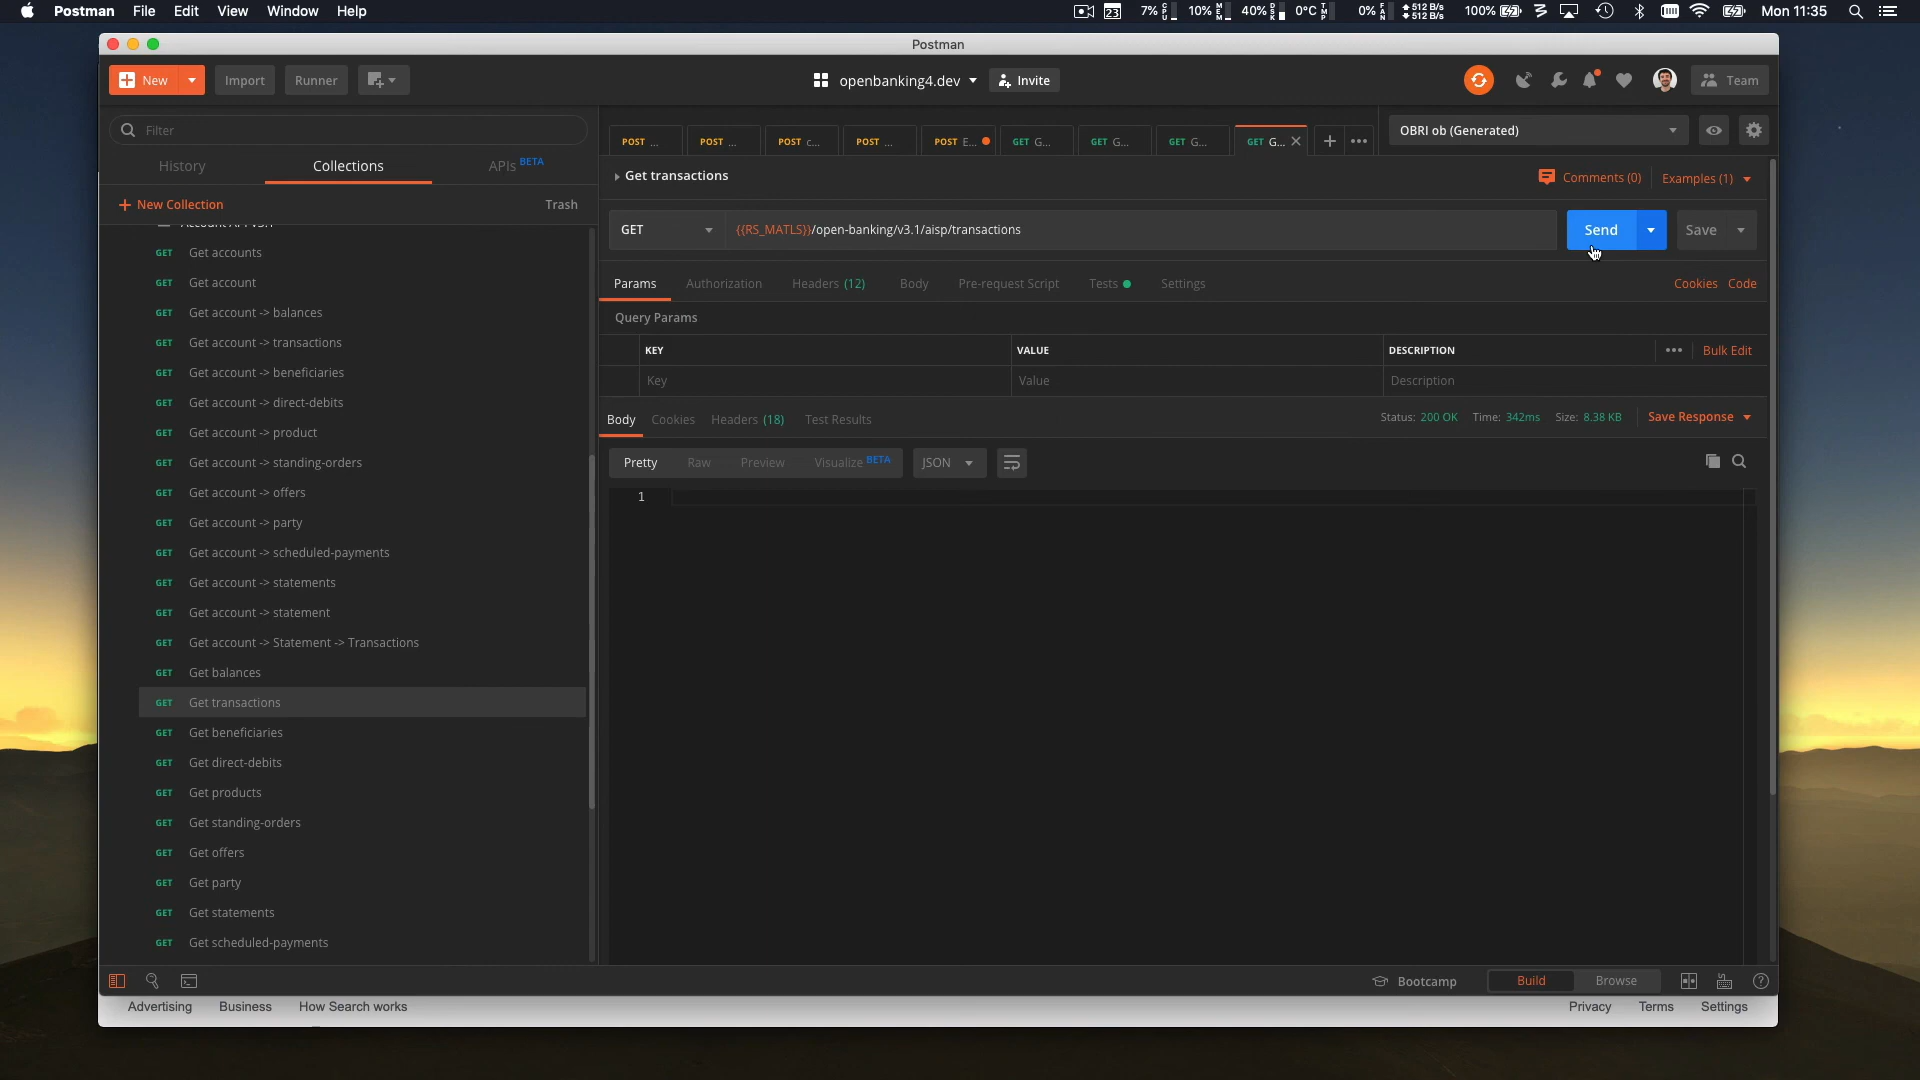 Postman File Edit View Window Help
23 7% 10% 40% 0°C 0% 512 B/s 512 B/s 100% Mon 11:35
Postman
New Import Runner openbanking4.dev Invite Team
Filter
History Collections APIs BETA
New Collection Trash
GET Get accounts
GET Get account
GET Get account -> balances
GET Get account -> transactions
GET Get account -> beneficiaries
GET Get account -> direct-debits
GET Get account -> product
GET Get account -> standing-orders
GET Get account -> offers
GET Get account -> party
GET Get account -> scheduled-payments
GET Get account -> statements
GET Get account -> statement
GET Get account -> Statement -> Transactions
GET Get balances
GET Get transactions
GET Get beneficiaries
GET Get direct-debits
GET Get products
GET Get standing-orders
GET Get offers
GET Get party
GET Get statements
GET Get scheduled-payments
POST ... POST ... POST c... POST ... POST E... GET G... GET G... GET G... GET G...
OBRI ob (Generated)
Get transactions
Comments (0) Examples (1)
GET {{RS_MATLS}}/open-banking/v3.1/aisp/transactions Send Save
Params Authorization Headers (12) Body Pre-request Script Tests Settings Cookies Code
Query Params
KEY VALUE DESCRIPTION Bulk Edit
Key Value Description
Body Cookies Headers (18) Test Results Status: 200 OK Time: 342ms Size: 8.38 KB Save Response
Pretty Raw Preview Visualize BETA JSON
1
Bootcamp Build Browse
Advertising Business How Search works Privacy Terms Settings